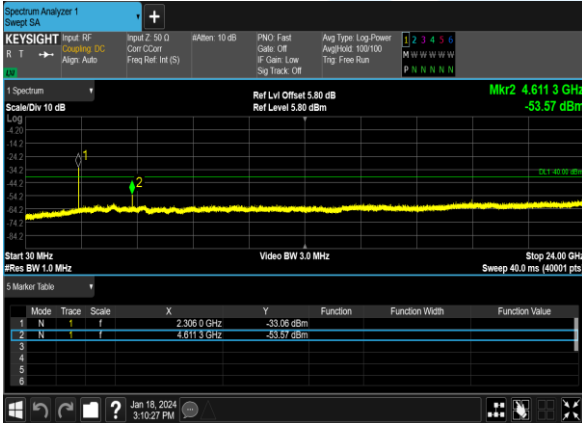 Spectrum Analyzer 1
Swept SA
+
KEYSIGHT Input: RF Input Z: 50 Ω #Atten: 10 dB PNO: Fast Avg Type: Log-Power 1 2 3 4 5 6
R T Coupling: DC Corr CCorr Gate: Off Avg|Hold: 100/100 M W W W W W
Align: Auto Freq Ref: Int (S) IF Gain: Low Trig: Free Run
Sig Track: Off P N N N N N
1 Spectrum Ref Lvl Offset 5.80 dB Mkr2 4.611 3 GHz
Scale/Div 10 dB Ref Level 5.80 dBm -53.57 dBm
Log
-4.20
-14.2
1
-24.2
-34.2 DL1 -40.00 dBm
-44.2 2
-54.2
-64.2
-74.2
-84.2
Start 30 MHz Video BW 3.0 MHz Stop 24.00 GHz
#Res BW 1.0 MHz Sweep 40.0 ms (40001 pts
5 Marker Table
Mode Trace Scale X Y Function Function Width Function Value
1 N 1 f 2.306 0 GHz -33.06 dBm
2 N 1 f 4.611 3 GHz -53.57 dBm
3
4
5
6
? Jan 18, 2024
3:10:27 PM